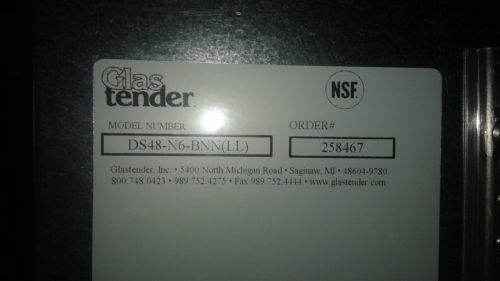 Glas
tender
NSF
MODEL NUMBER
ORDER#
DS48-N6-BNN(LL)
258467
Glastender, Inc. • 5400 North Michigan Road • Saginaw, MI • 48604-9780
800.748.0423 • 989.752.4275 • Fax 989.752.4444 • www.glastender.com